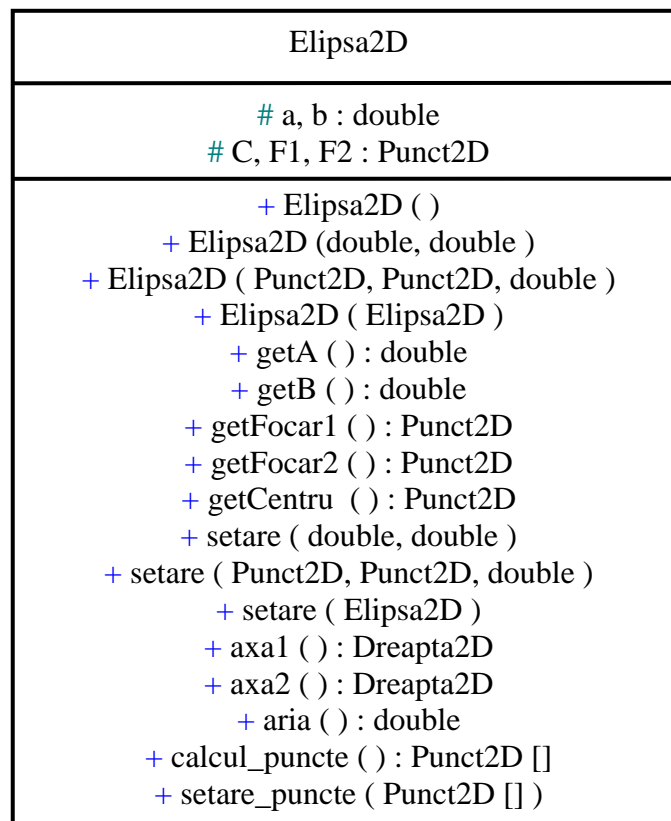 Elipsa2D
# a, b : double
# C, F1, F2 : Punct2D
+ Elipsa2D ( )
+ Elipsa2D (double, double )
+ Elipsa2D ( Punct2D, Punct2D, double )
+ Elipsa2D ( Elipsa2D )
+ getA ( ) : double
+ getB ( ) : double
+ getFocar1 ( ) : Punct2D
+ getFocar2 ( ) : Punct2D
+ getCentru ( ) : Punct2D
+ setare ( double, double )
+ setare ( Punct2D, Punct2D, double )
+ setare ( Elipsa2D )
+ axa1 ( ) : Dreapta2D
+ axa2 ( ) : Dreapta2D
+ aria ( ) : double
+ calcul_puncte ( ) : Punct2D []
+ setare_puncte ( Punct2D [] )